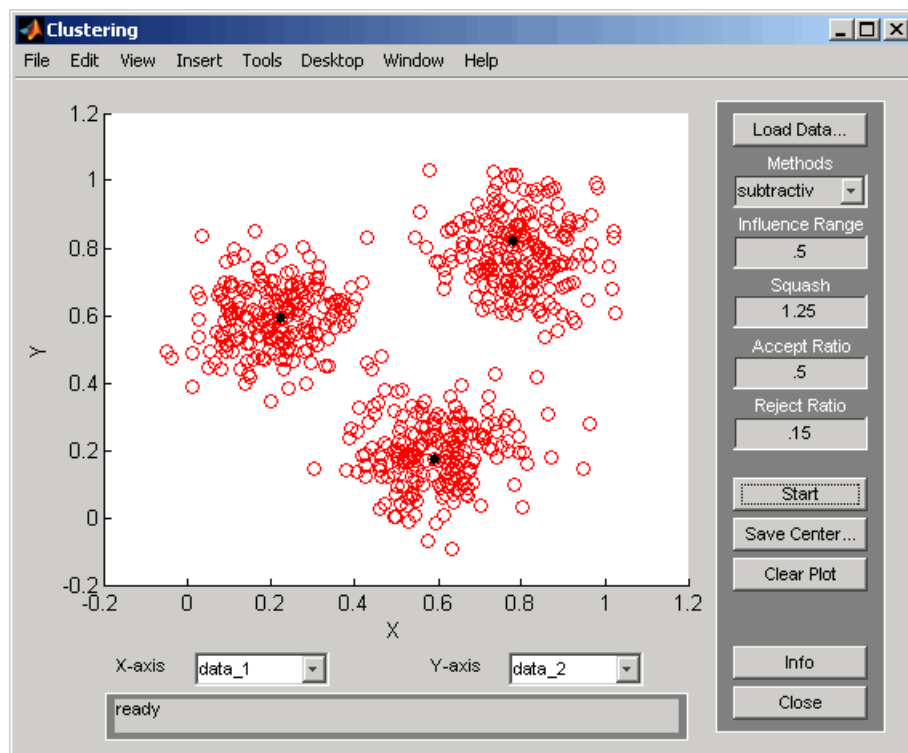 Clustering
File Edit View Insert Tools Desktop Window Help
1.2
1
0.8
0.6
0.4
0.2
0
-0.2
Y
-0.2 0 0.2 0.4 0.6 0.8 1 1.2
X
Load Data...
Methods
subtractiv
Influence Range
.5
Squash
1.25
Accept Ratio
.5
Reject Ratio
.15
Start
Save Center...
Clear Plot
Info
Close
X-axis data_1 Y-axis data_2
ready